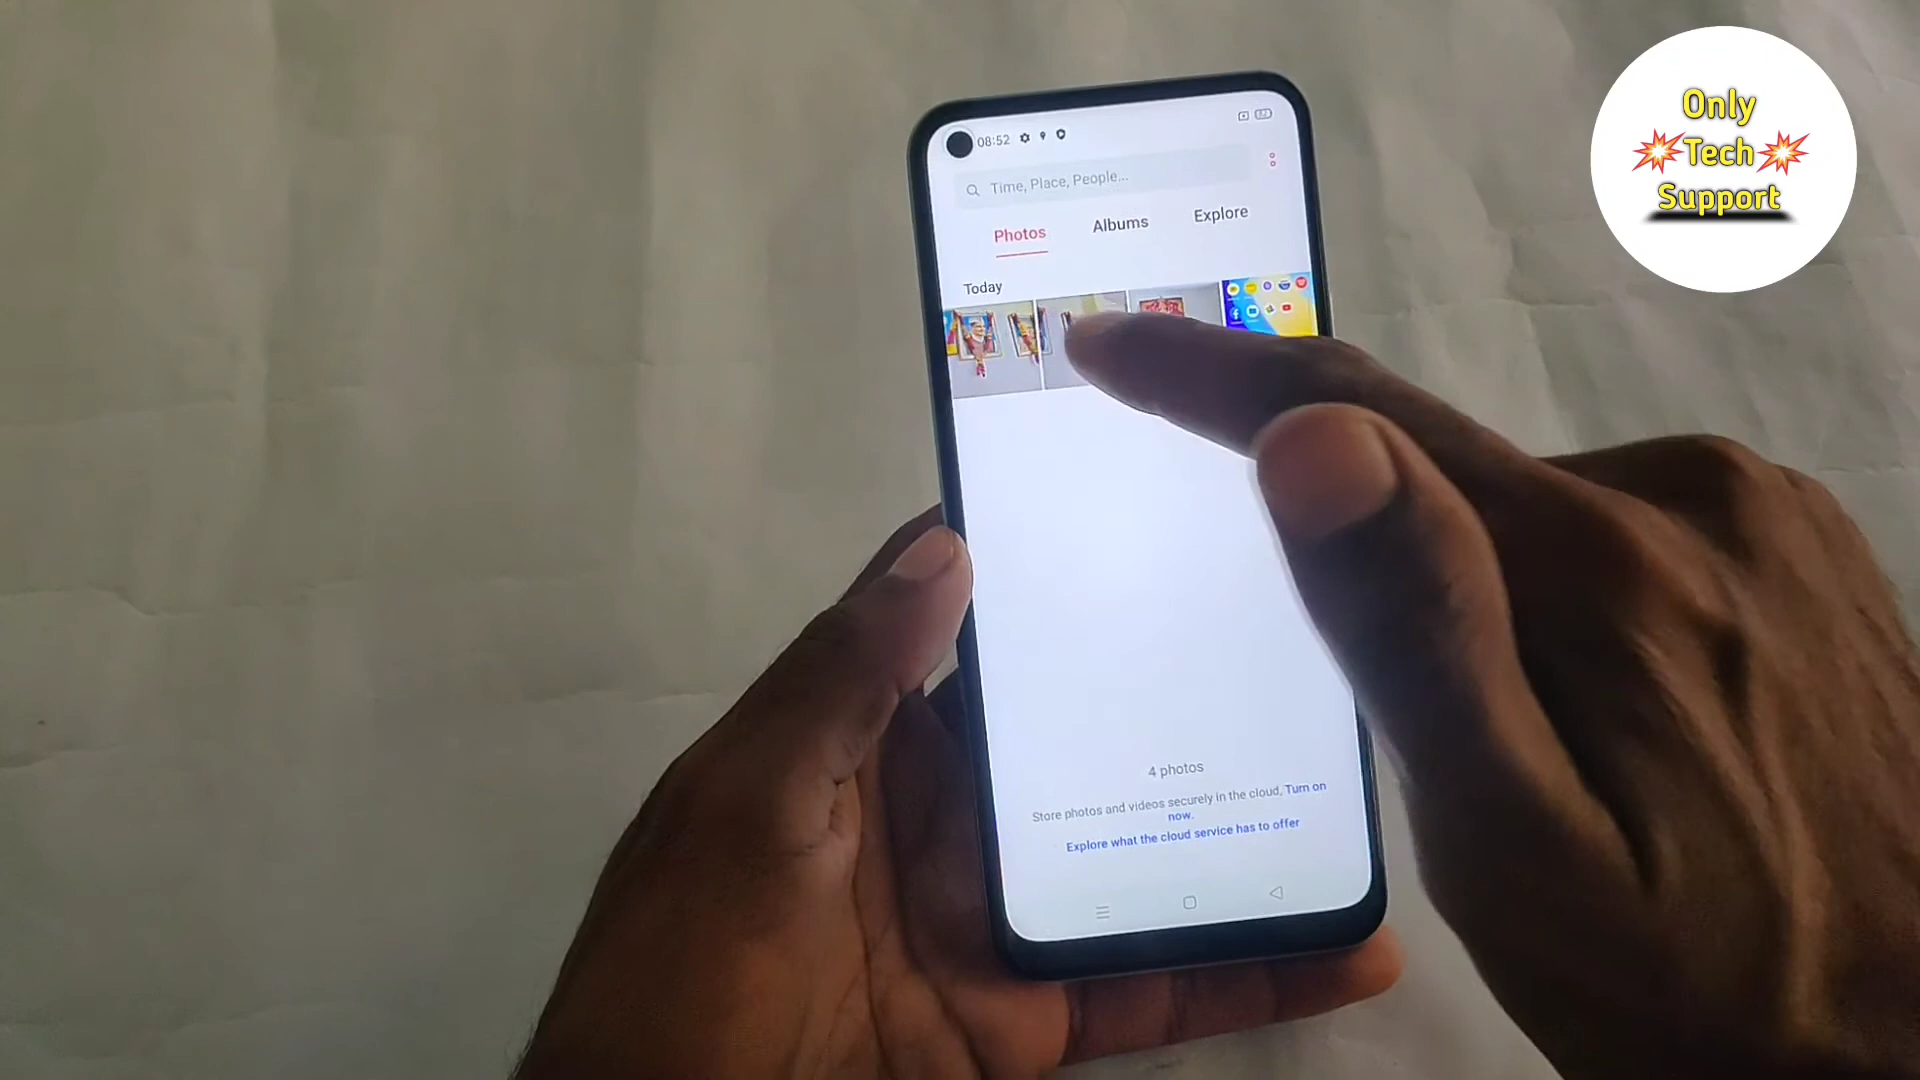 Only
Tech
Support
08:52
Time, Place, People...
Photos Albums Explore
Today
4 photos
Store photos and videos securely in the cloud, Turn on
now.
Explore what the cloud service has to offer